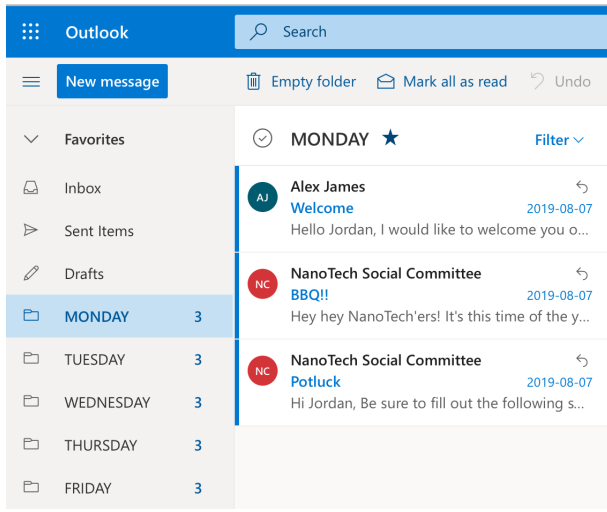 Outlook
Search
New message
Empty folder
Mark all as read
Undo
Favorites
Inbox
Sent Items
Drafts
MONDAY 3
TUESDAY 3
WEDNESDAY 3
THURSDAY 3
FRIDAY 3
MONDAY
Filter
AJ
Alex James
Welcome 2019-08-07
Hello Jordan, I would like to welcome you o...
NC
NanoTech Social Committee
BBQ!! 2019-08-07
Hey hey NanoTech'ers! It's this time of the y...
NC
NanoTech Social Committee
Potluck 2019-08-07
Hi Jordan, Be sure to fill out the following s...